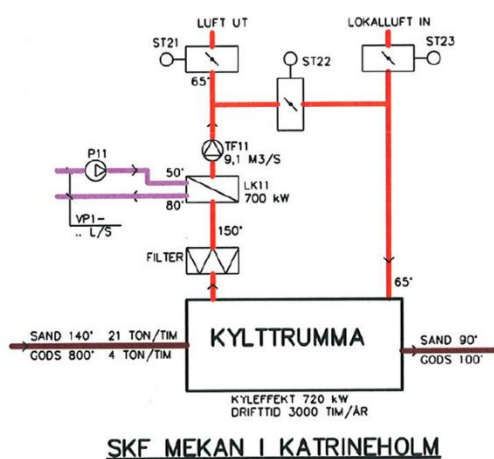 LUFT UT
LOKALLUFT IN
ST21
ST22
ST23
65°
TF11
9,1 M3/S
P11
50°
LK11
700 kW
80°
VP1-
.. L/S
150°
FILTER
65°
KYLTTRUMMA
SAND 140° 21 TON/TIM
GODS 800° 4 TON/TIM
SAND 90°
GODS 100°
KYLEFFEKT 720 kW
DRIFTTID 3000 TIM/ÅR
SKF MEKAN I KATRINEHOLM